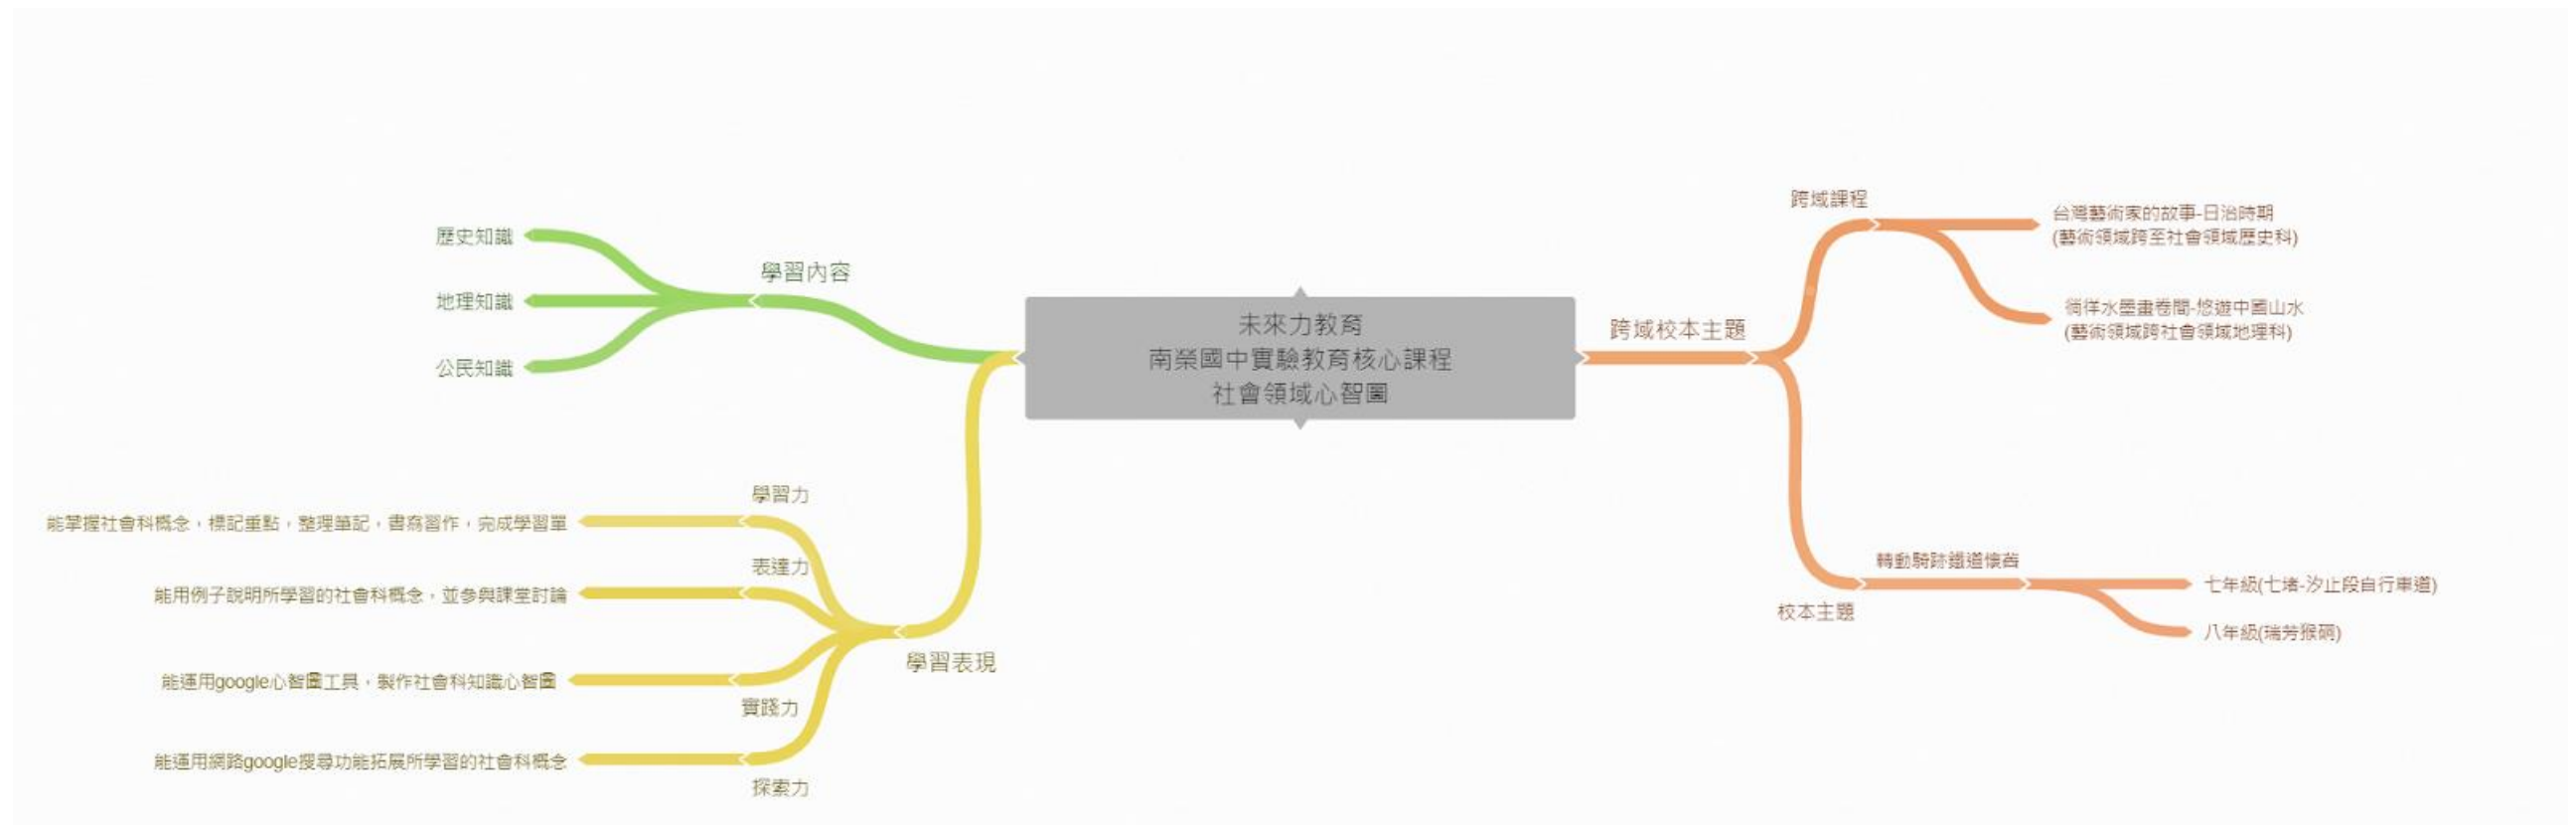 未來力教育
南榮國中實驗教育核心課程
社會領域心智圖
學習內容
歷史知識
地理知識
公民知識
學習表現
學習力
能掌握社會科概念，標記重點，整理筆記，書寫習作，完成學習單
表達力
能用例子說明所學習的社會科概念，並參與課堂討論
能運用google心智圖工具，製作社會科知識心智圖
實踐力
能運用網路google搜尋功能拓展所學習的社會科概念
探索力
跨域校本主題
跨域課程
台灣藝術家的故事-日治時期
(藝術領域跨至社會領域歷史科)
徜徉水墨畫卷間-悠遊中國山水
(藝術領域跨社會領域地理科)
校本主題
轉動騎跡鐵道懷舊
七年級(七堵-汐止段自行車道)
八年級(瑞芳猴硐)